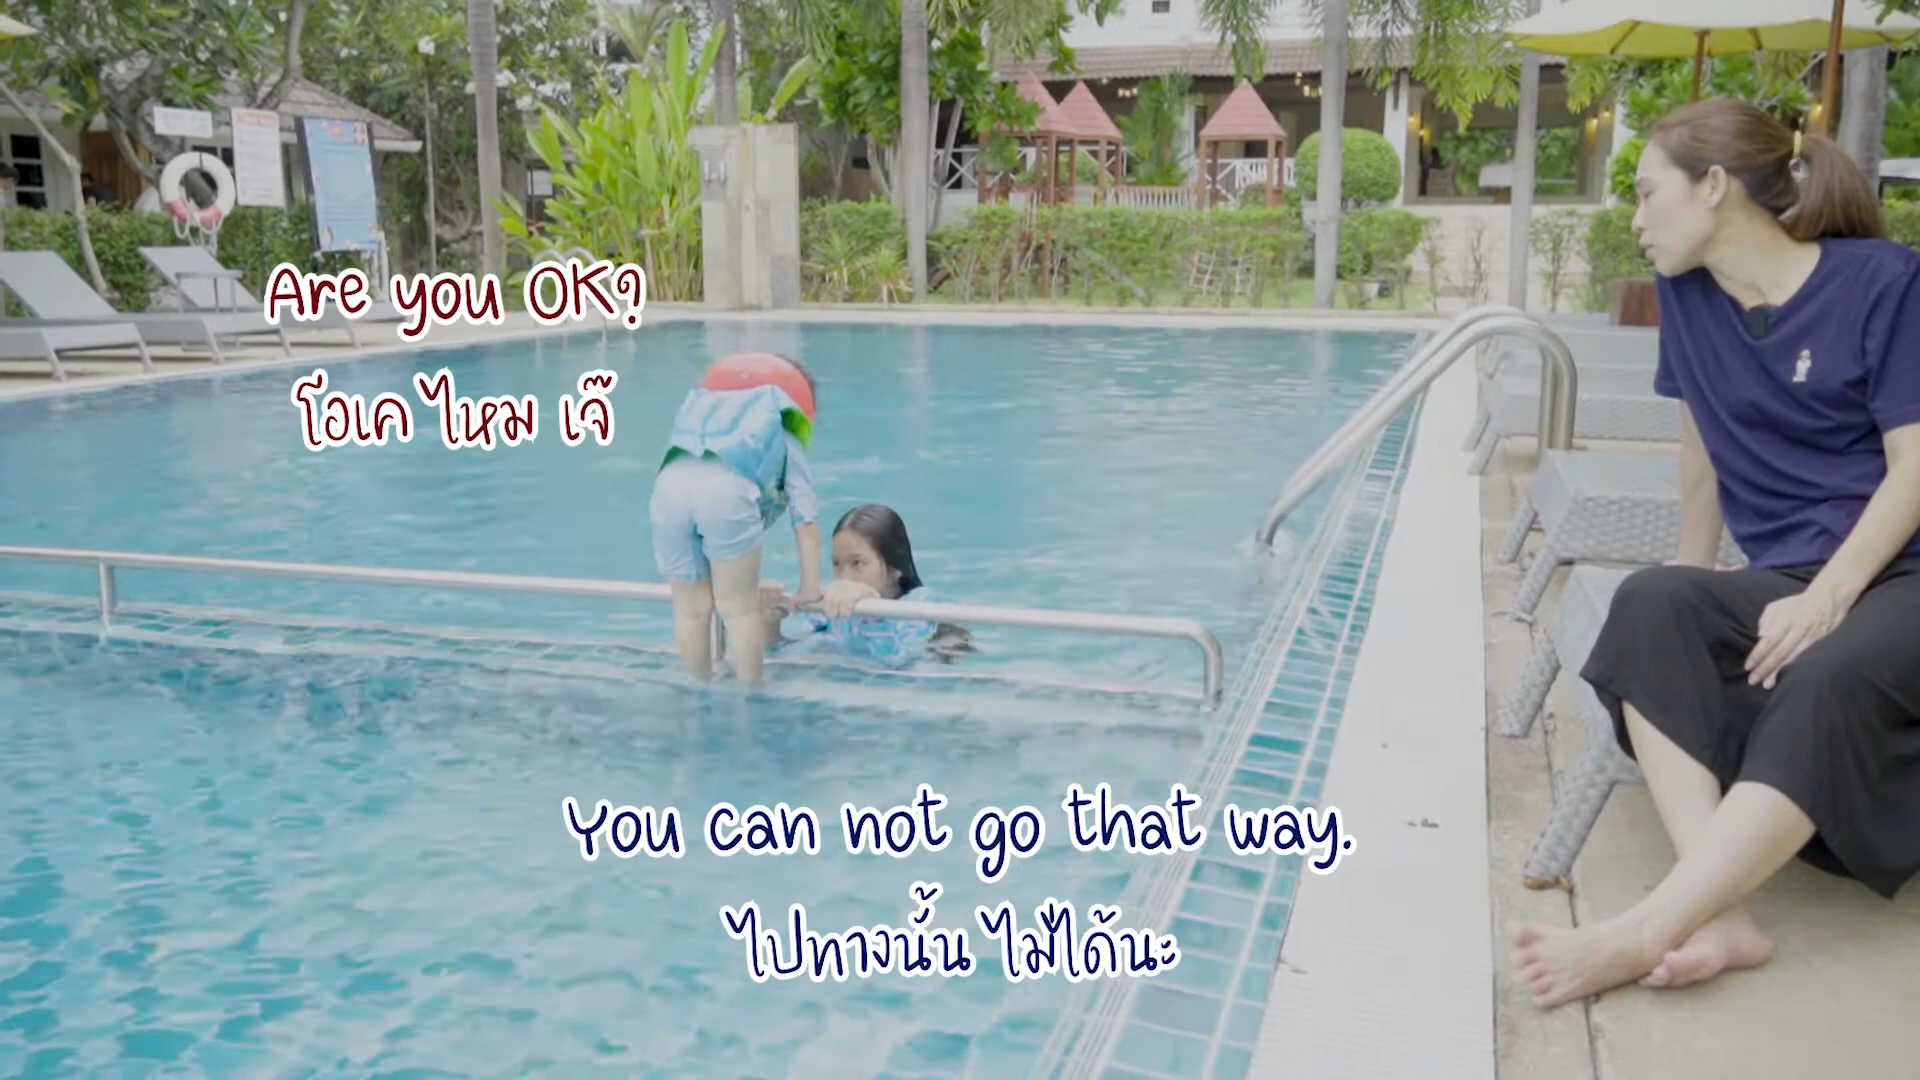 Are you OK?
โอเค ไหม เจ๊
You can not go that way.
ไปทางนั้น ไม่ได้นะ